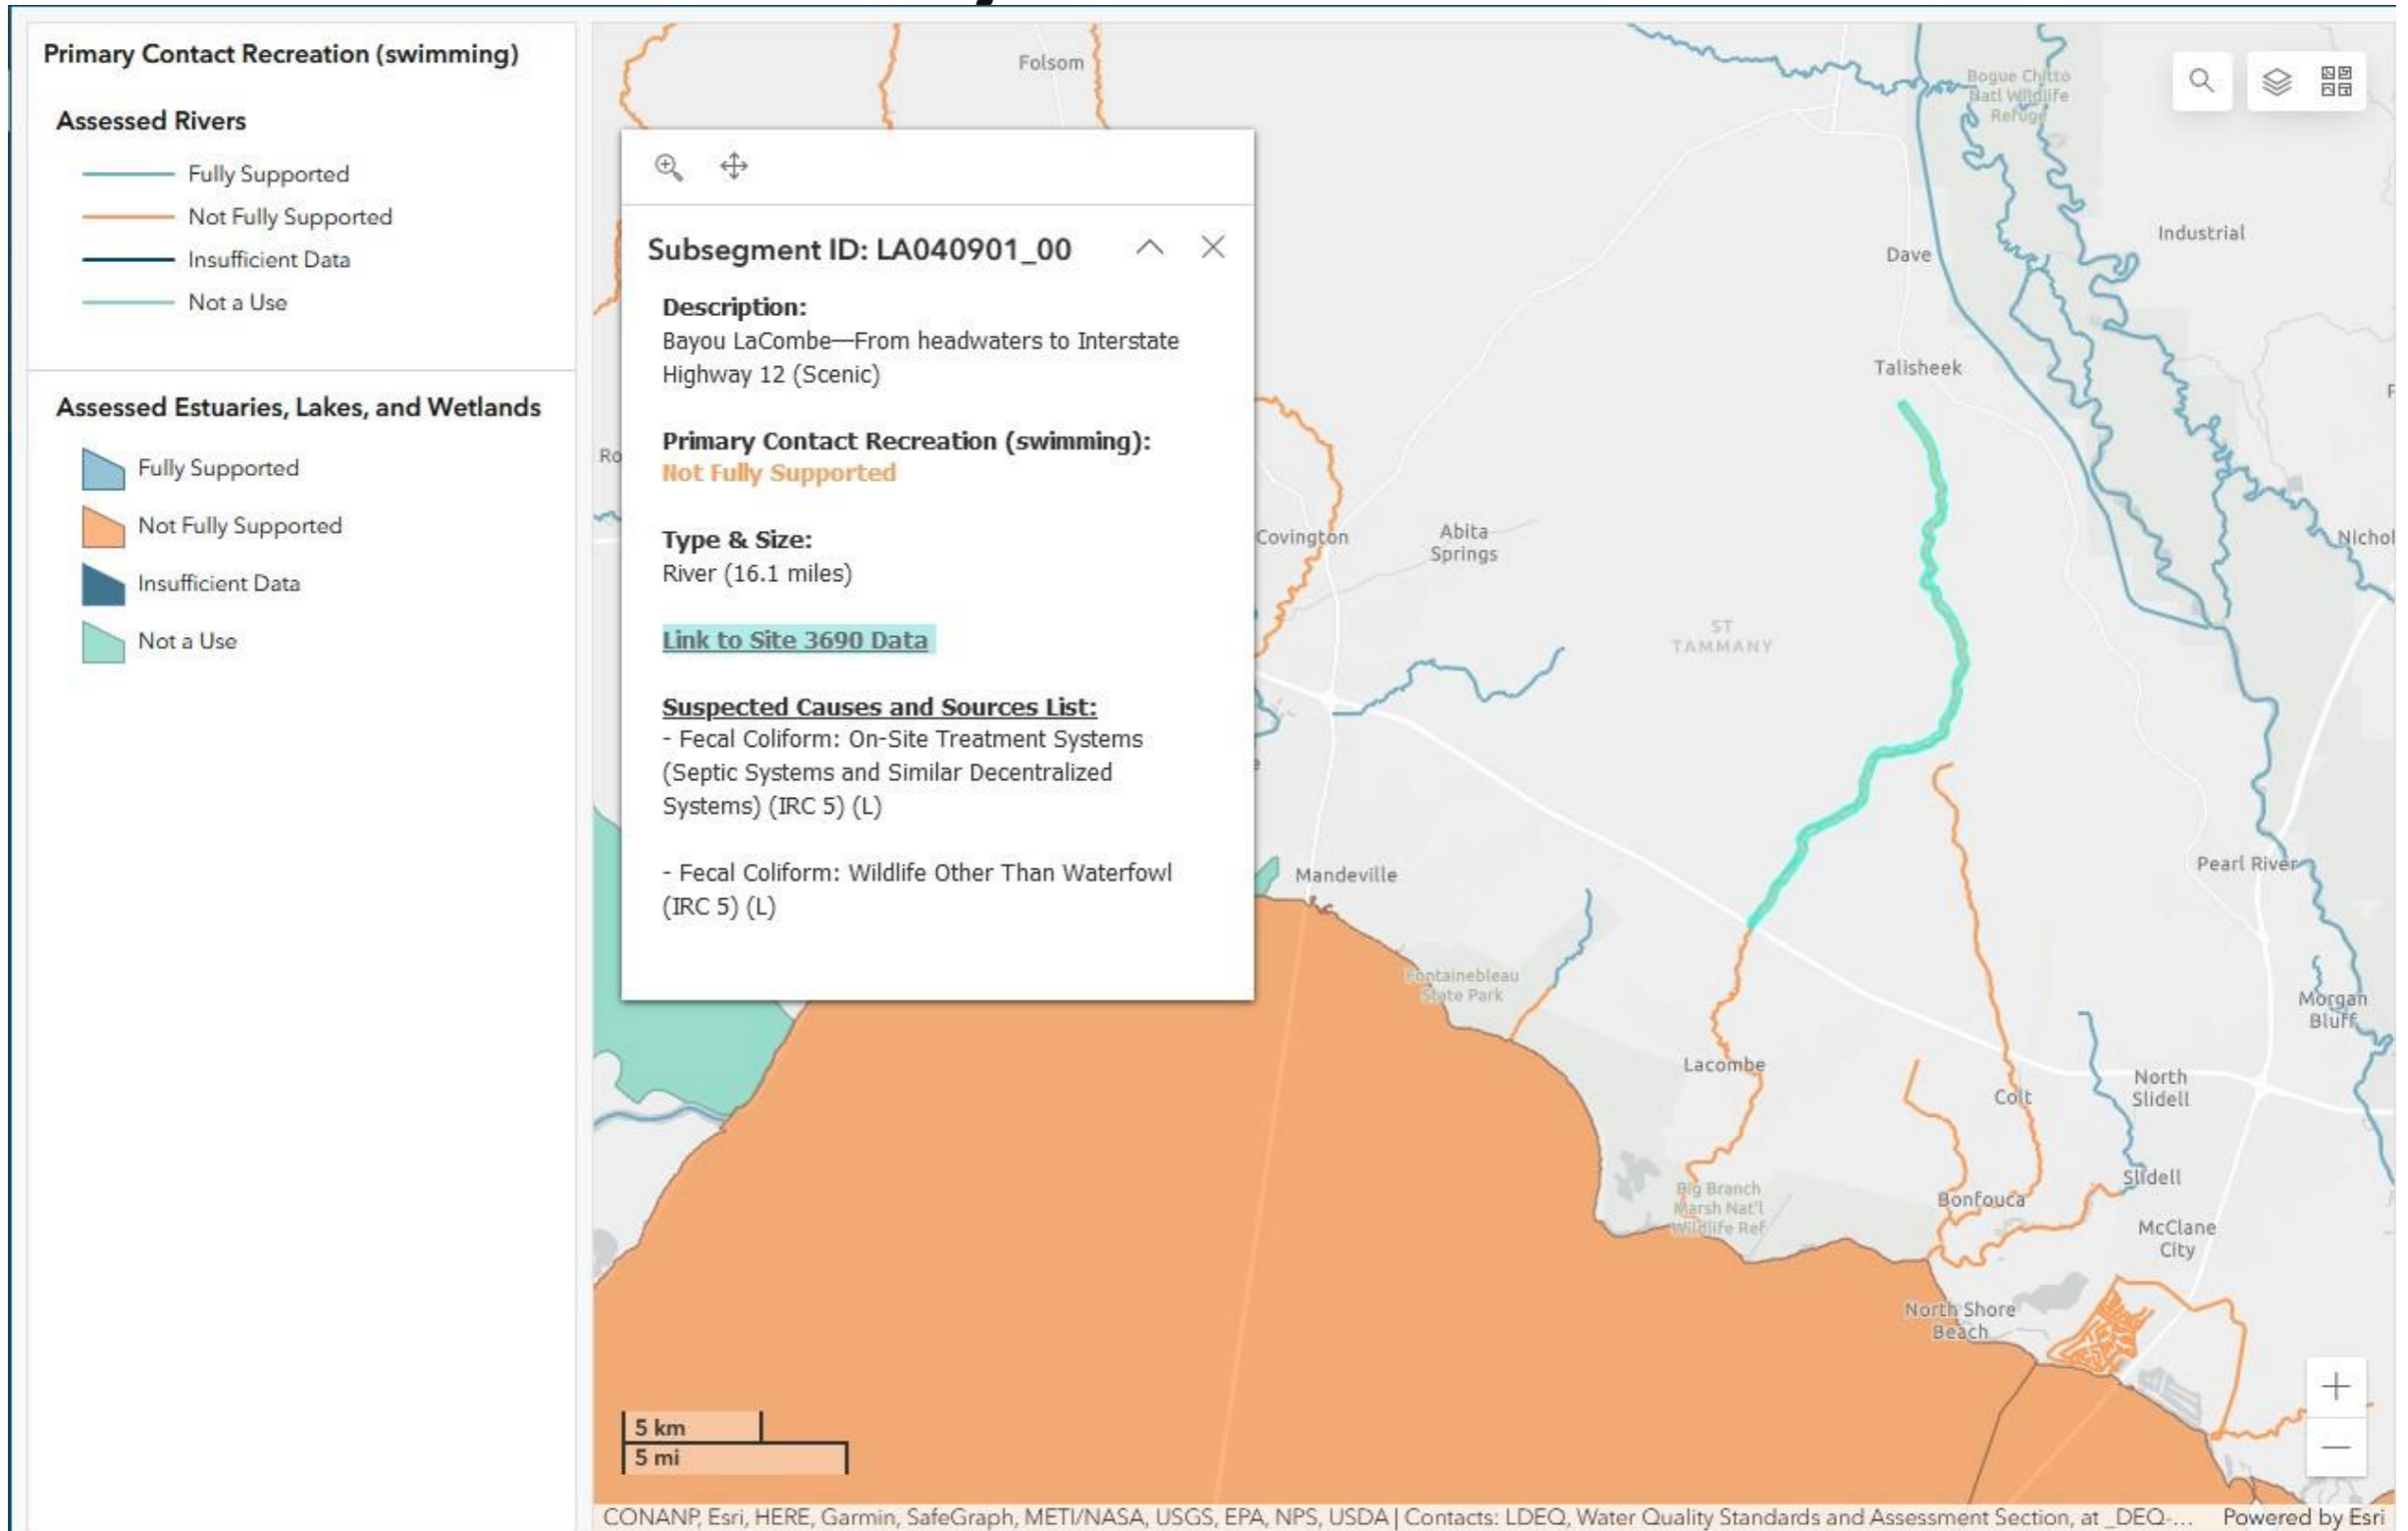 Primary Contact Recreation (swimming)
Assessed Rivers
Fully Supported
Not Fully Supported
Insufficient Data
Not a Use
Assessed Estuaries, Lakes, and Wetlands
Fully Supported
Not Fully Supported
Insufficient Data
Not a Use
Subsegment ID: LA040901_00
Description:
Bayou LaCombe—From headwaters to Interstate
Highway 12 (Scenic)
Primary Contact Recreation (swimming):
Not Fully Supported
Type & Size:
River (16.1 miles)
Link to Site 3690 Data
Suspected Causes and Sources List:
- Fecal Coliform: On-Site Treatment Systems
(Septic Systems and Similar Decentralized
Systems) (IRC 5) (L)
- Fecal Coliform: Wildlife Other Than Waterfowl
(IRC 5) (L)
Folsom
Bogue Chitto
Natl Wildlife
Refuge
Industrial
Dave
Talisheek
Ro
Covington
Abita
Springs
Nichol
ST
TAMMANY
Mandeville
Pearl River
Fontainebleau
State Park
Morgan
Bluff
Lacombe
North
Slidell
Colt
Slidell
Big Branch
Marsh Nat'l
Wildlife Ref
Bonfouca
McClane
City
North Shore
Beach
5 km
5 mi
CONANP, Esri, HERE, Garmin, SafeGraph, METI/NASA, USGS, EPA, NPS, USDA | Contacts: LDEQ, Water Quality Standards and Assessment Section, at _DEQ-... Powered by Esri